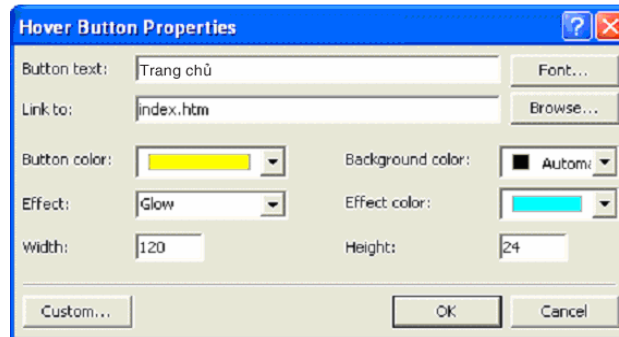 Hover Button Properties
Button text: Trang chủ Font...
Link to: index.htm Browse...
Button color: Background color: Automa
Effect: Glow Effect color:
Width: 120 Height: 24
Custom... OK Cancel